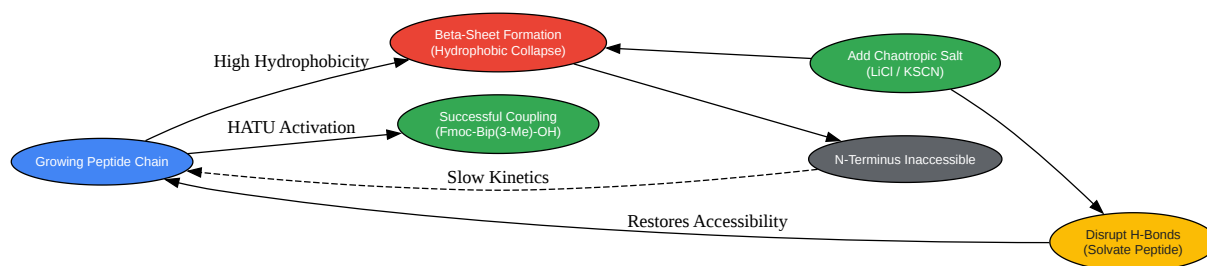 Beta-Sheet Formation
(Hydrophobic Collapse)
Add Chaotropic Salt
(LiCl / KSCN)
High Hydrophobicity
Successful Coupling
(Fmoc-Bip(3-Me)-OH)
HATU Activation
Growing Peptide Chain
N-Terminus Inaccessible
Slow Kinetics
Restores Accessibility
Disrupt H-Bonds
(Solvate Peptide)